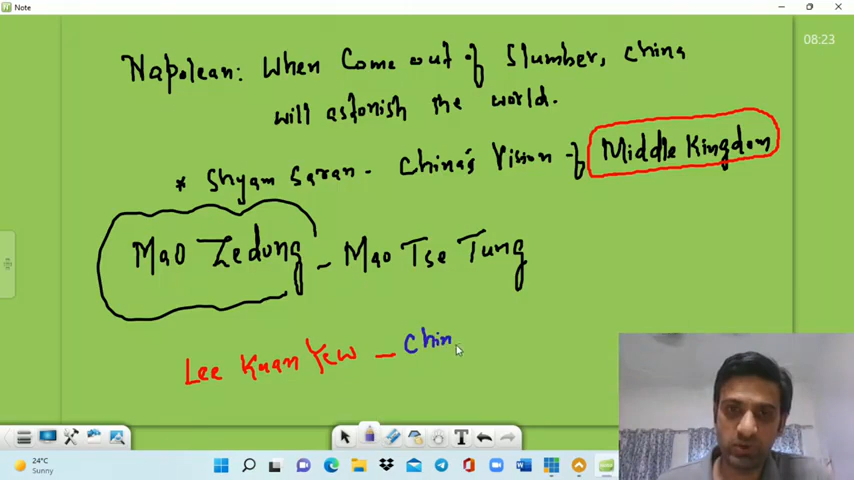 Note
08:23
Napolean: When Come out of Slumber, China
will astonish the world.
* Shyam Saran - China's Vision of Middle Kingdom
Mao Zedong - Mao Tse Tung
Lee Kuan Yew - Chin
24°C
Sunny